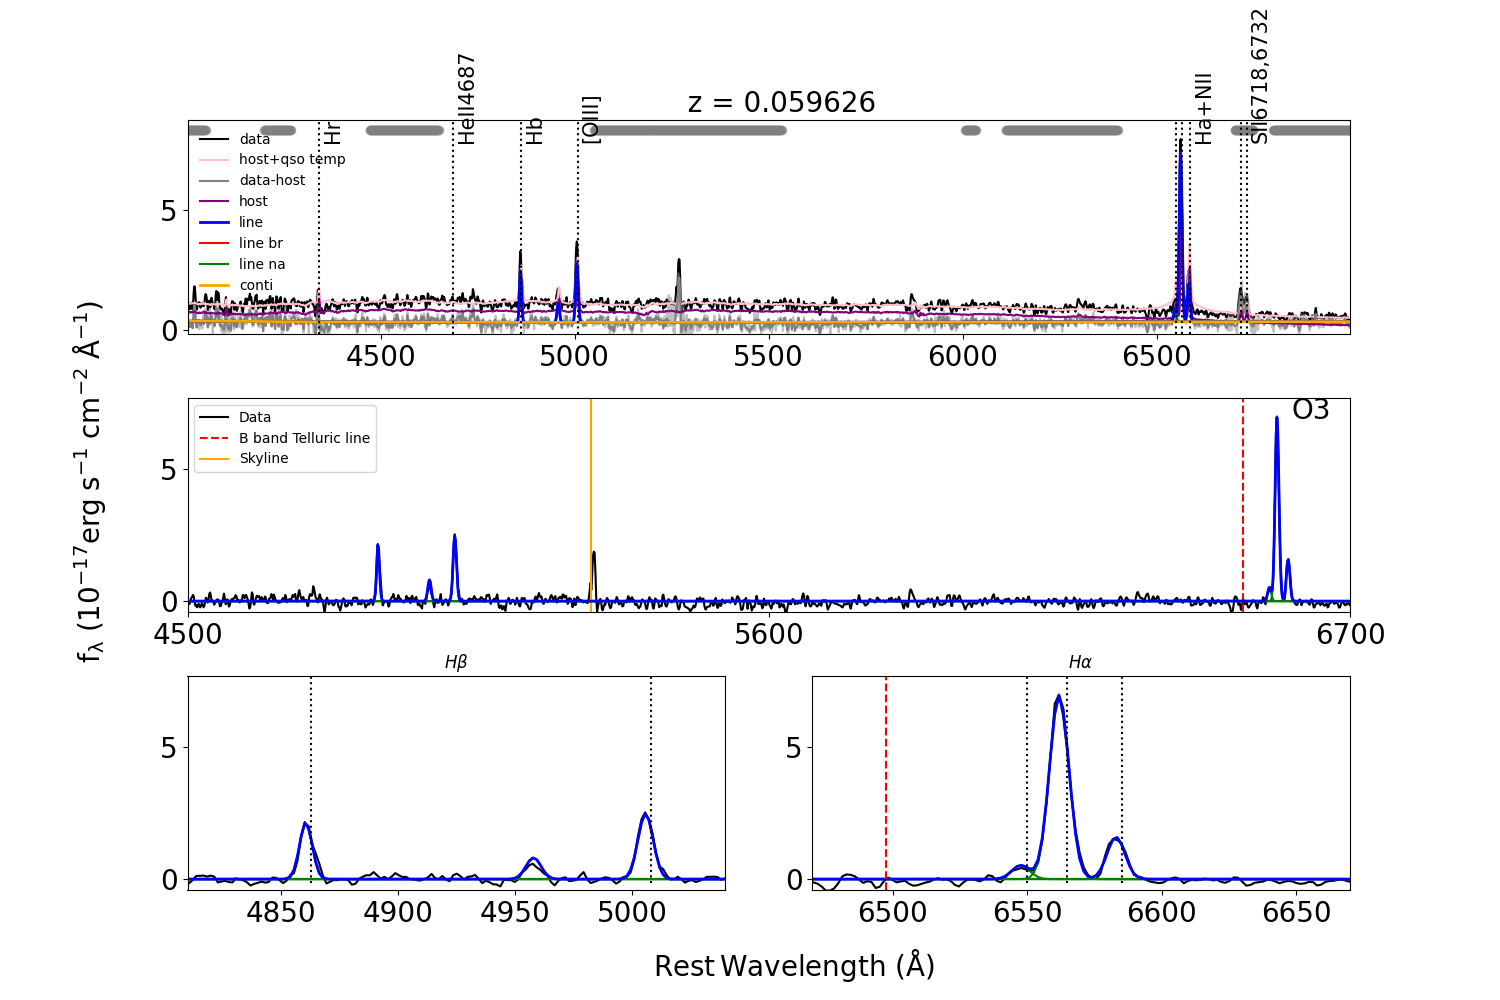 z = 0.059626
Hr
HeII4687
Hb
[OIII]
Ha+NII
SII6718,6732
data
host+qso temp
data-host
host
line
line br
line na
conti
5
0
4500
5000
5500
6000
6500
fλ (10⁻¹⁷erg s⁻¹ cm⁻² Å⁻¹)
Data
B band Telluric line
Skyline
O3
5
0
4500
5600
6700
Hβ
5
0
4850
4900
4950
5000
Hα
5
0
6500
6550
6600
6650
Rest Wavelength (Å)